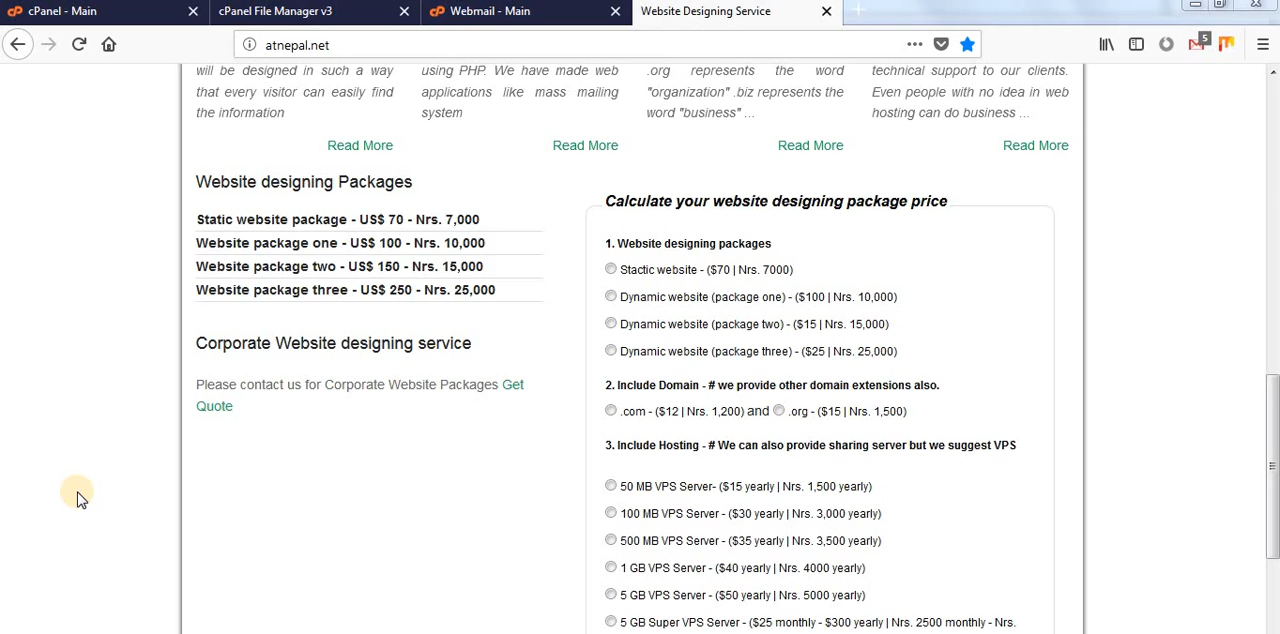 cPanel - Main
cPanel File Manager v3
Webmail - Main
Website Designing Service
atnepal.net
5
will be designed in such a way
that every visitor can easily find
the information
Read More
using PHP. We have made web
applications like mass mailing
system
Read More
.org represents the word
"organization" .biz represents the
word "business" ...
Read More
technical support to our clients.
Even people with no idea in web
hosting can do business ...
Read More
Website designing Packages
Static website package - US$ 70 - Nrs. 7,000
Website package one - US$ 100 - Nrs. 10,000
Website package two - US$ 150 - Nrs. 15,000
Website package three - US$ 250 - Nrs. 25,000
Corporate Website designing service
Please contact us for Corporate Website Packages Get
Quote
Calculate your website designing package price
1. Website designing packages
Stactic website - ($70 | Nrs. 7000)
Dynamic website (package one) - ($100 | Nrs. 10,000)
Dynamic website (package two) - ($15 | Nrs. 15,000)
Dynamic website (package three) - ($25 | Nrs. 25,000)
2. Include Domain - # we provide other domain extensions also.
.com - ($12 | Nrs. 1,200) and .org - ($15 | Nrs. 1,500)
3. Include Hosting - # We can also provide sharing server but we suggest VPS
50 MB VPS Server- ($15 yearly | Nrs. 1,500 yearly)
100 MB VPS Server - ($30 yearly | Nrs. 3,000 yearly)
500 MB VPS Server - ($35 yearly | Nrs. 3,500 yearly)
1 GB VPS Server - ($40 yearly | Nrs. 4000 yearly)
5 GB VPS Server - ($50 yearly | Nrs. 5000 yearly)
5 GB Super VPS Server - ($25 monthly - $300 yearly | Nrs. 2500 monthly - Nrs.